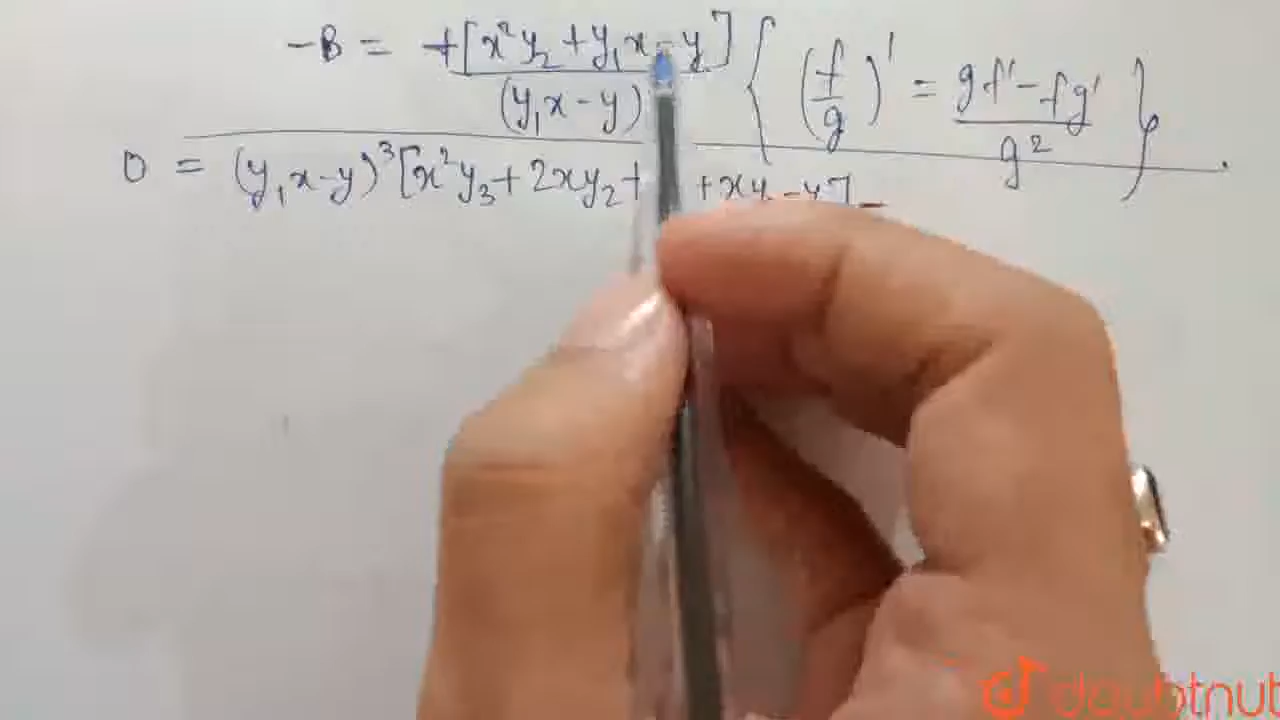 -B = +[x²y₂ + y₁x - y] / (y₁x - y) { (f/g)' = gf' - fg' / g² }
0 = (y₁x - y)³ [x²y₃ + 2xy₂ +
doubtnut